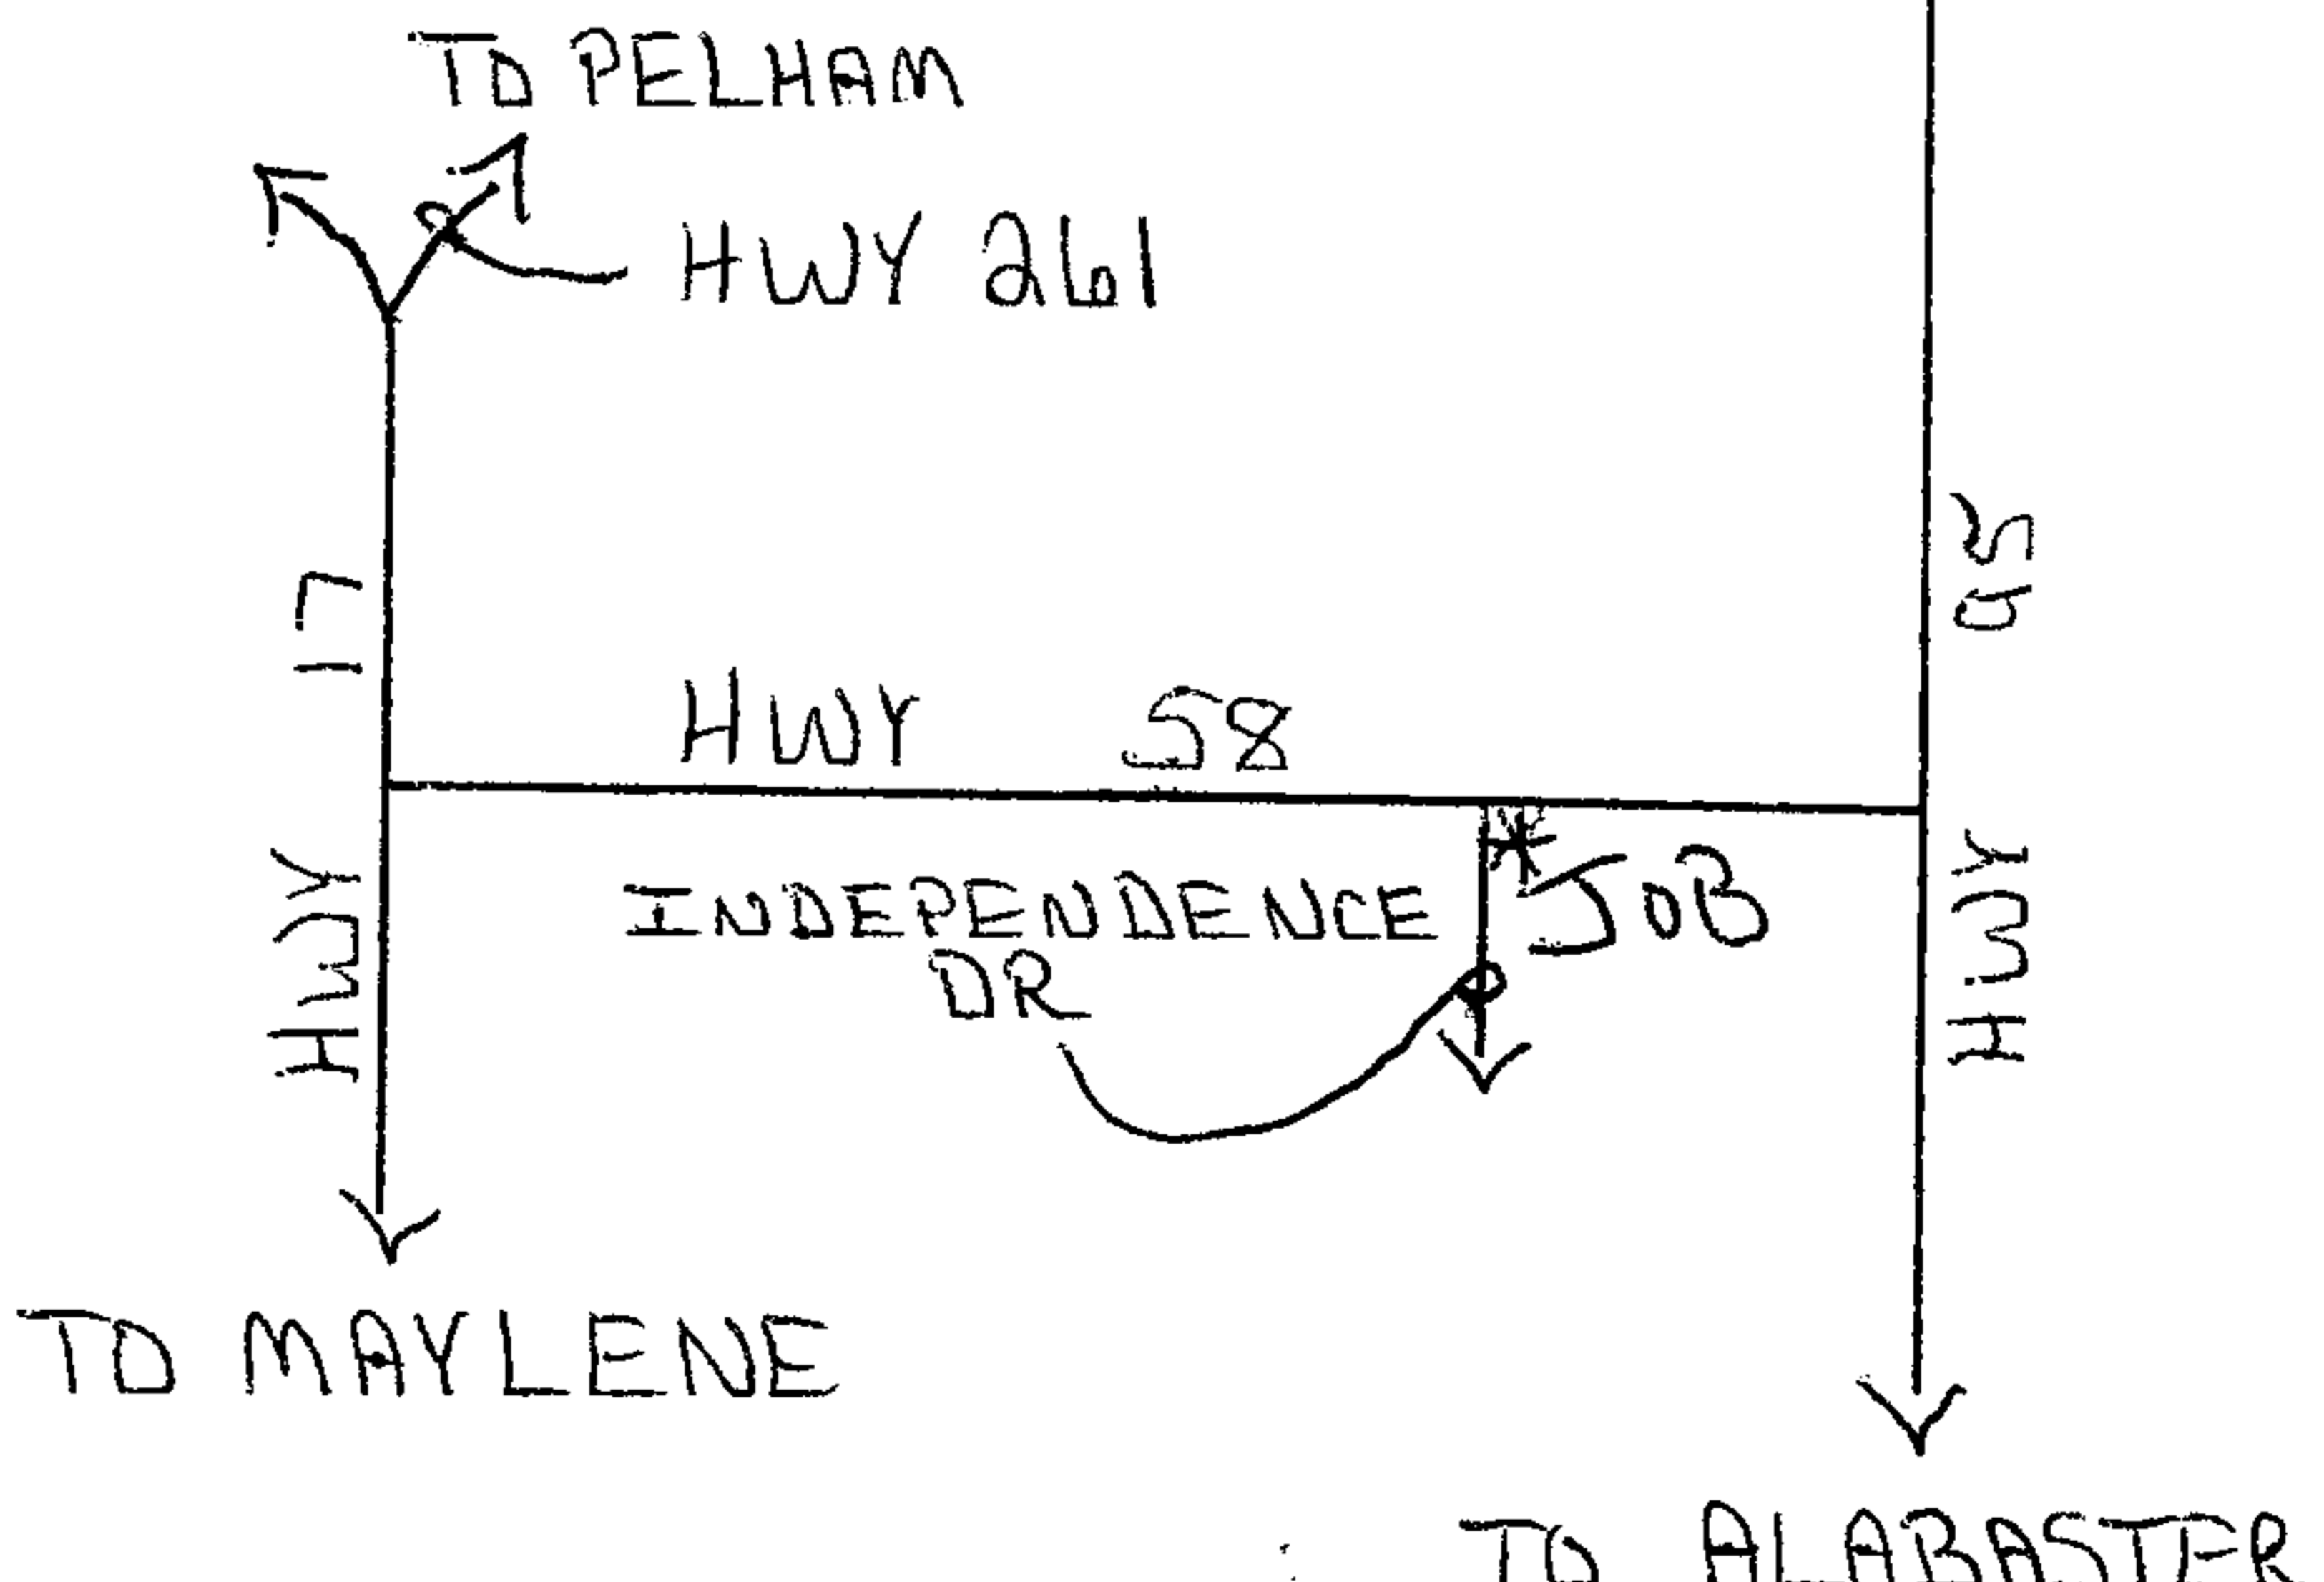 TO PELHAM
HWY 261
HWY 17
HWY 95
HWY 58
INDEPENDENCE
DR
JOB
TO MAYLENE
TO ALABASTER